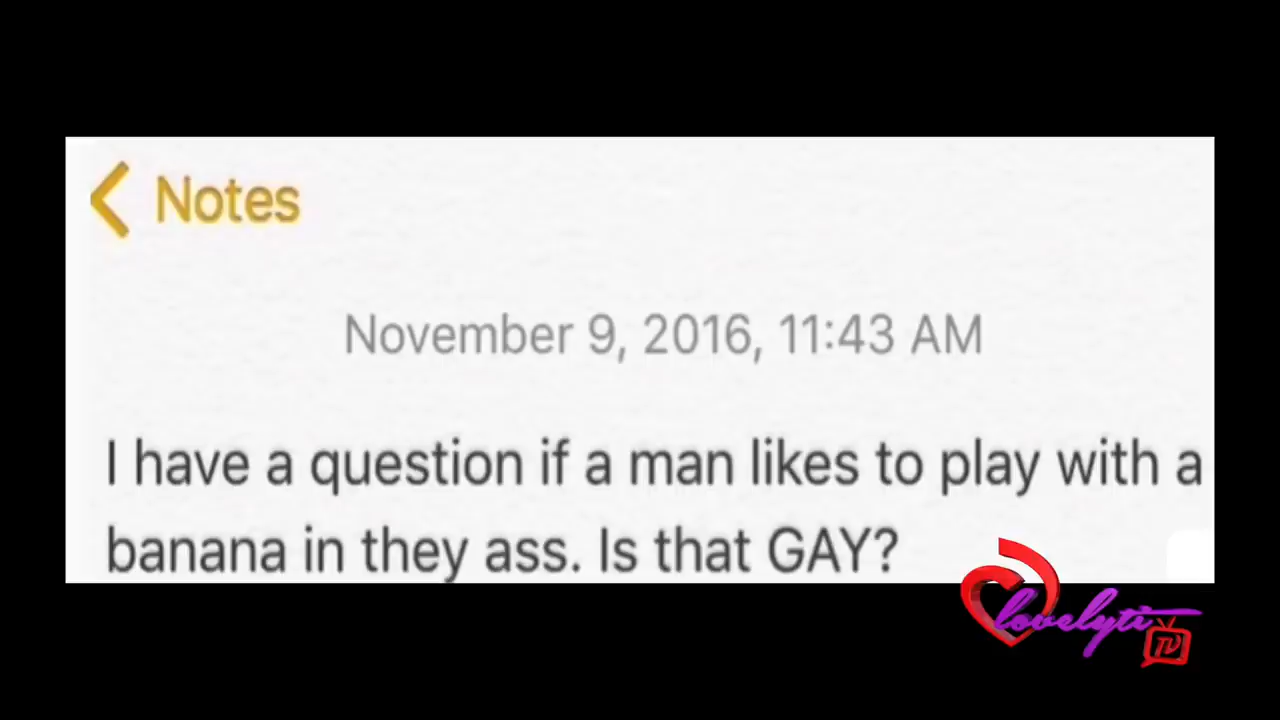 Notes
November 9, 2016, 11:43 AM
I have a question if a man likes to play with a
banana in they ass. Is that GAY?
lovelyti
TV